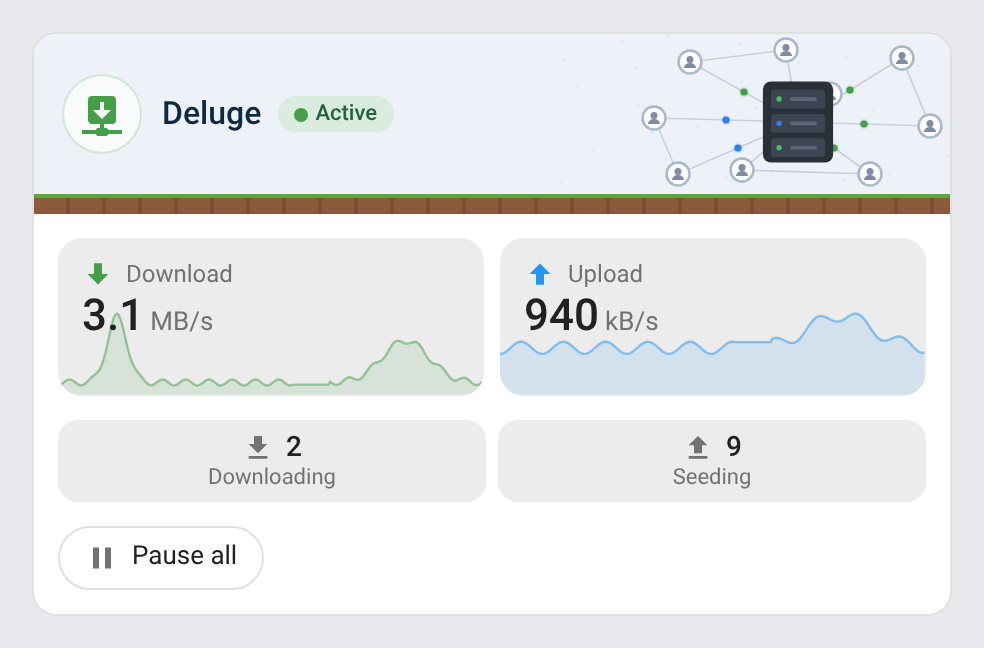 Deluge
Active
Download
3.1 MB/s
Upload
940 kB/s
2
Downloading
9
Seeding
Pause all